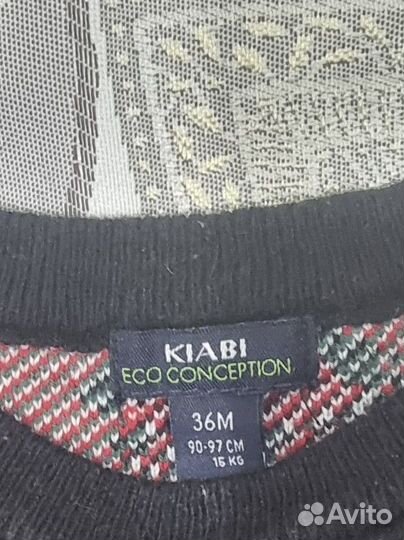 KIABI
ECO CONCEPTION
36M
90-97 CM
15 KG
Avito